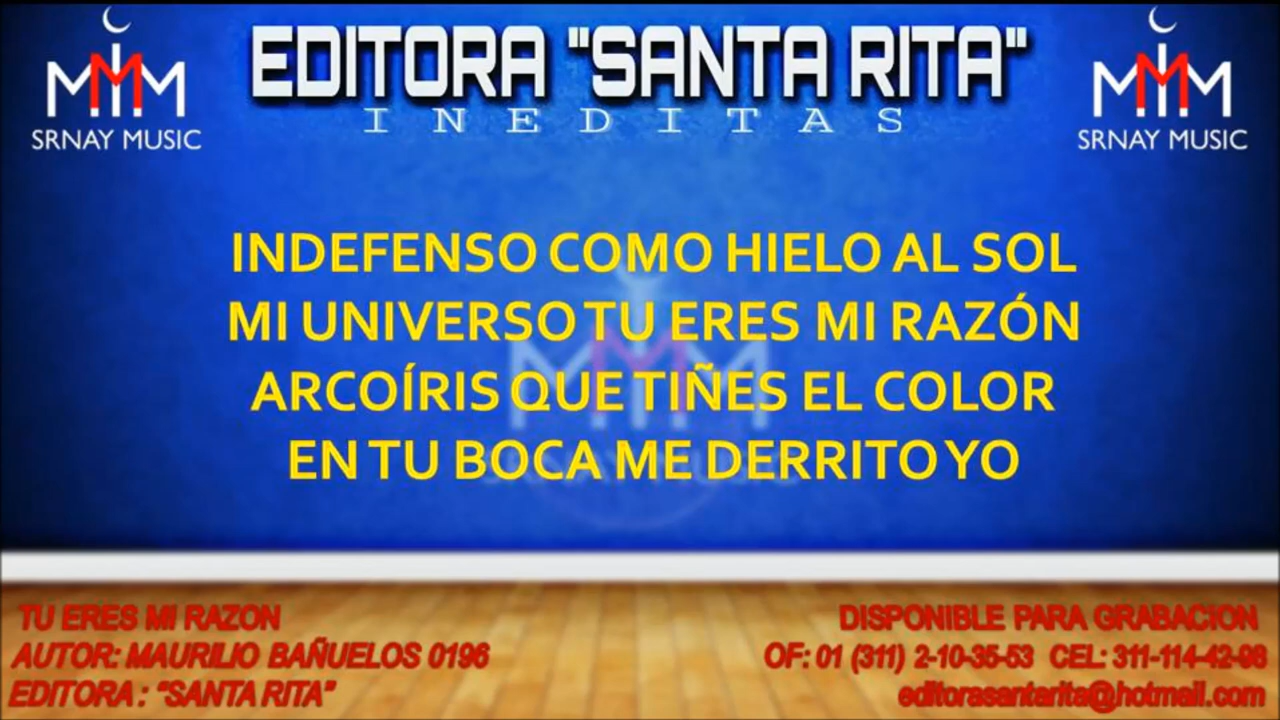 EDITORA "SANTA RITA"
INEDITAS
SRNAY MUSIC
SRNAY MUSIC
INDEFENSO COMO HIELO AL SOL
MI UNIVERSO TU ERES MI RAZÓN
ARCOÍRIS QUE TIÑES EL COLOR
EN TU BOCA ME DERRITO YO
TU ERES MI RAZON
AUTOR: MAURILIO BAÑUELOS 0196
EDITORA : "SANTA RITA"
DISPONIBLE PARA GRABACION
OF: 01 (311) 2-10-35-53 CEL: 311-114-42-98
editorasantarita@hotmail.com